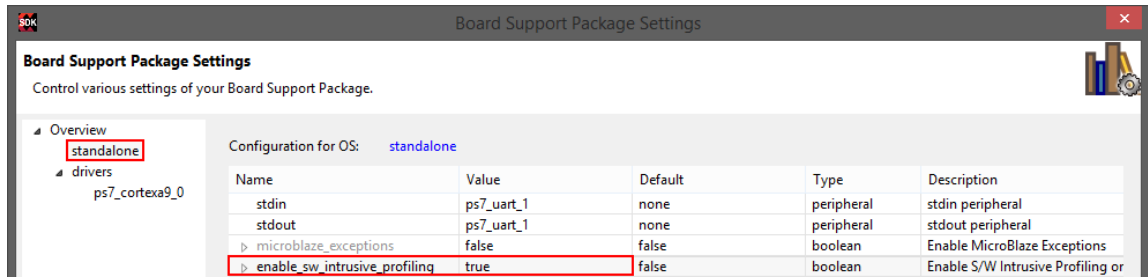 SDK Board Support Package Settings
Board Support Package Settings
Control various settings of your Board Support Package.
Overview
standalone
drivers
ps7_cortexa9_0
Configuration for OS: standalone
Name Value Default Type Description
stdin ps7_uart_1 none peripheral stdin peripheral
stdout ps7_uart_1 none peripheral stdout peripheral
microblaze_exceptions false false boolean Enable MicroBlaze Exceptions
enable_sw_intrusive_profiling true false boolean Enable S/W Intrusive Profiling or